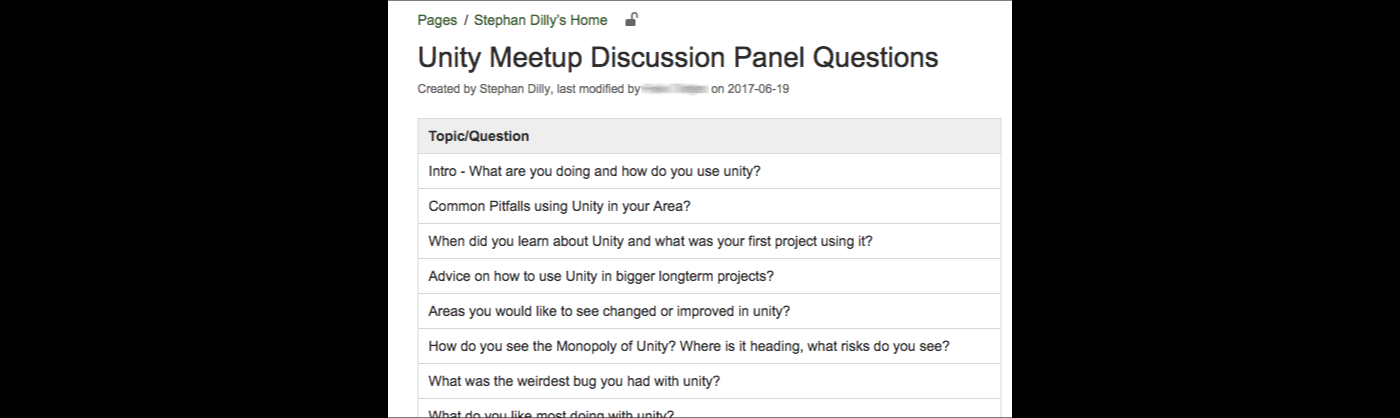 Pages / Stephan Dilly's Home
Unity Meetup Discussion Panel Questions
Created by Stephan Dilly, last modified by on 2017-06-19
Topic/Question
Intro - What are you doing and how do you use unity?
Common Pitfalls using Unity in your Area?
When did you learn about Unity and what was your first project using it?
Advice on how to use Unity in bigger longterm projects?
Areas you would like to see changed or improved in unity?
How do you see the Monopoly of Unity? Where is it heading, what risks do you see?
What was the weirdest bug you had with unity?
What do you like most doing with unity?